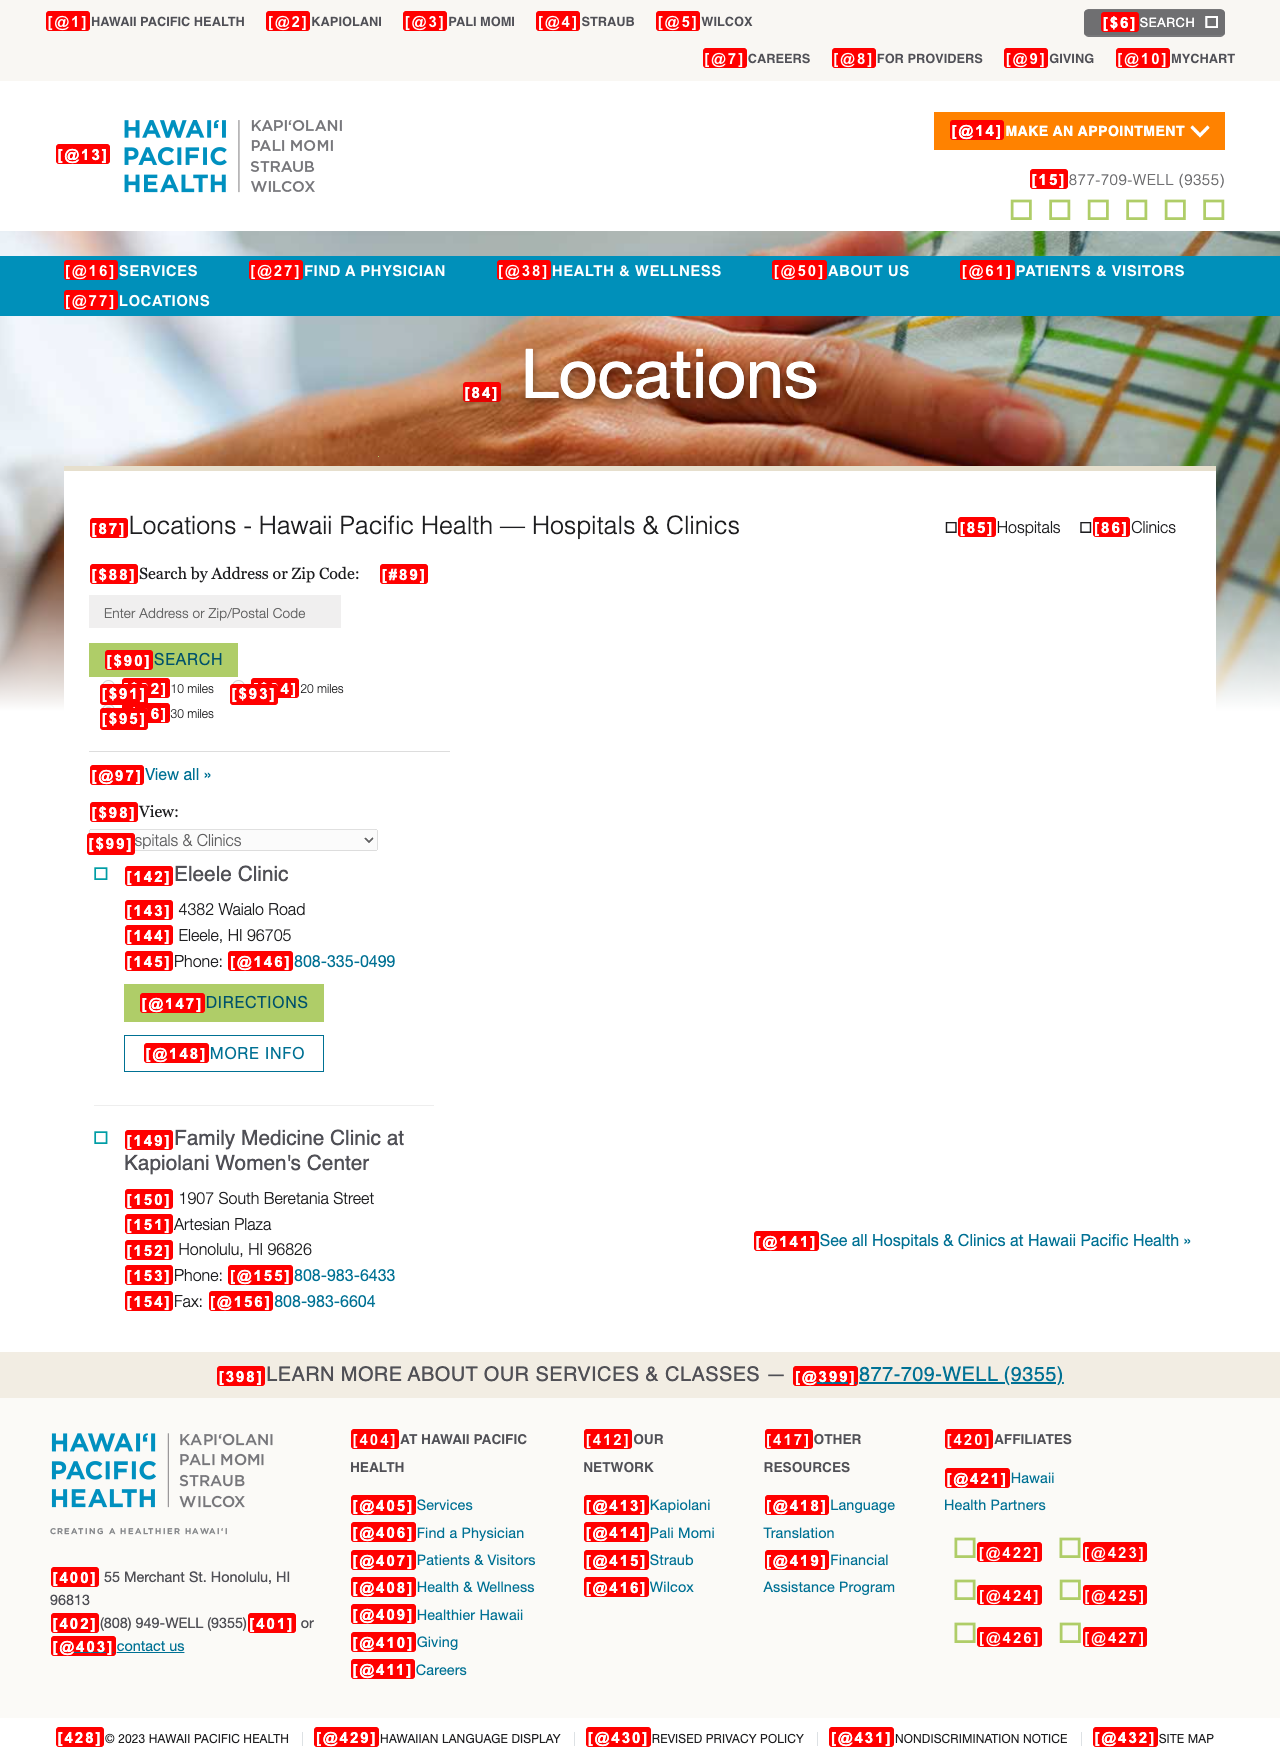 [@1] HAWAII PACIFIC HEALTH [@2] KAPIOLANI [@3] PALI MOMI [@4] STRAUB [@5] WILCOX [$6] SEARCH
[@7] CAREERS [@8] FOR PROVIDERS [@9] GIVING [@10] MYCHART
[@13] HAWAI‘I PACIFIC HEALTH
KAPI‘OLANI
PALI MOMI
STRAUB
WILCOX
[@14] MAKE AN APPOINTMENT
[15] 877-709-WELL (9355)
[@16] SERVICES [@27] FIND A PHYSICIAN [@38] HEALTH & WELLNESS [@50] ABOUT US [@61] PATIENTS & VISITORS
[@77] LOCATIONS
[84] Locations
[87] Locations - Hawaii Pacific Health — Hospitals & Clinics [85] Hospitals [86] Clinics
[$88] Search by Address or Zip Code: [#89]
Enter Address or Zip/Postal Code
[$90] SEARCH
[$91] 2] 10 miles [$93] 4] 20 miles
[$95] 6] 30 miles
[@97] View all »
[$98] View:
[$99] spitals & Clinics
[142] Eleele Clinic
[143] 4382 Waialo Road
[144] Eleele, HI 96705
[145] Phone: [@146] 808-335-0499
[@147] DIRECTIONS
[@148] MORE INFO
[149] Family Medicine Clinic at
Kapiolani Women's Center
[150] 1907 South Beretania Street
[151] Artesian Plaza
[152] Honolulu, HI 96826
[153] Phone: [@155] 808-983-6433
[154] Fax: [@156] 808-983-6604
[@141] See all Hospitals & Clinics at Hawaii Pacific Health »
[398] LEARN MORE ABOUT OUR SERVICES & CLASSES — [@399] 877-709-WELL (9355)
HAWAI‘I PACIFIC HEALTH
KAPI‘OLANI
PALI MOMI
STRAUB
WILCOX
CREATING A HEALTHIER HAWAI‘I
[400] 55 Merchant St. Honolulu, HI
96813
[402] (808) 949-WELL (9355) [401] or
[@403] contact us
[404] AT HAWAII PACIFIC
HEALTH
[@405] Services
[@406] Find a Physician
[@407] Patients & Visitors
[@408] Health & Wellness
[@409] Healthier Hawaii
[@410] Giving
[@411] Careers
[412] OUR
NETWORK
[@413] Kapiolani
[@414] Pali Momi
[@415] Straub
[@416] Wilcox
[417] OTHER
RESOURCES
[@418] Language
Translation
[@419] Financial
Assistance Program
[420] AFFILIATES
[@421] Hawaii
Health Partners
[@422] [@423]
[@424] [@425]
[@426] [@427]
[428] © 2023 HAWAII PACIFIC HEALTH [@429] HAWAIIAN LANGUAGE DISPLAY [@430] REVISED PRIVACY POLICY [@431] NONDISCRIMINATION NOTICE [@432] SITE MAP